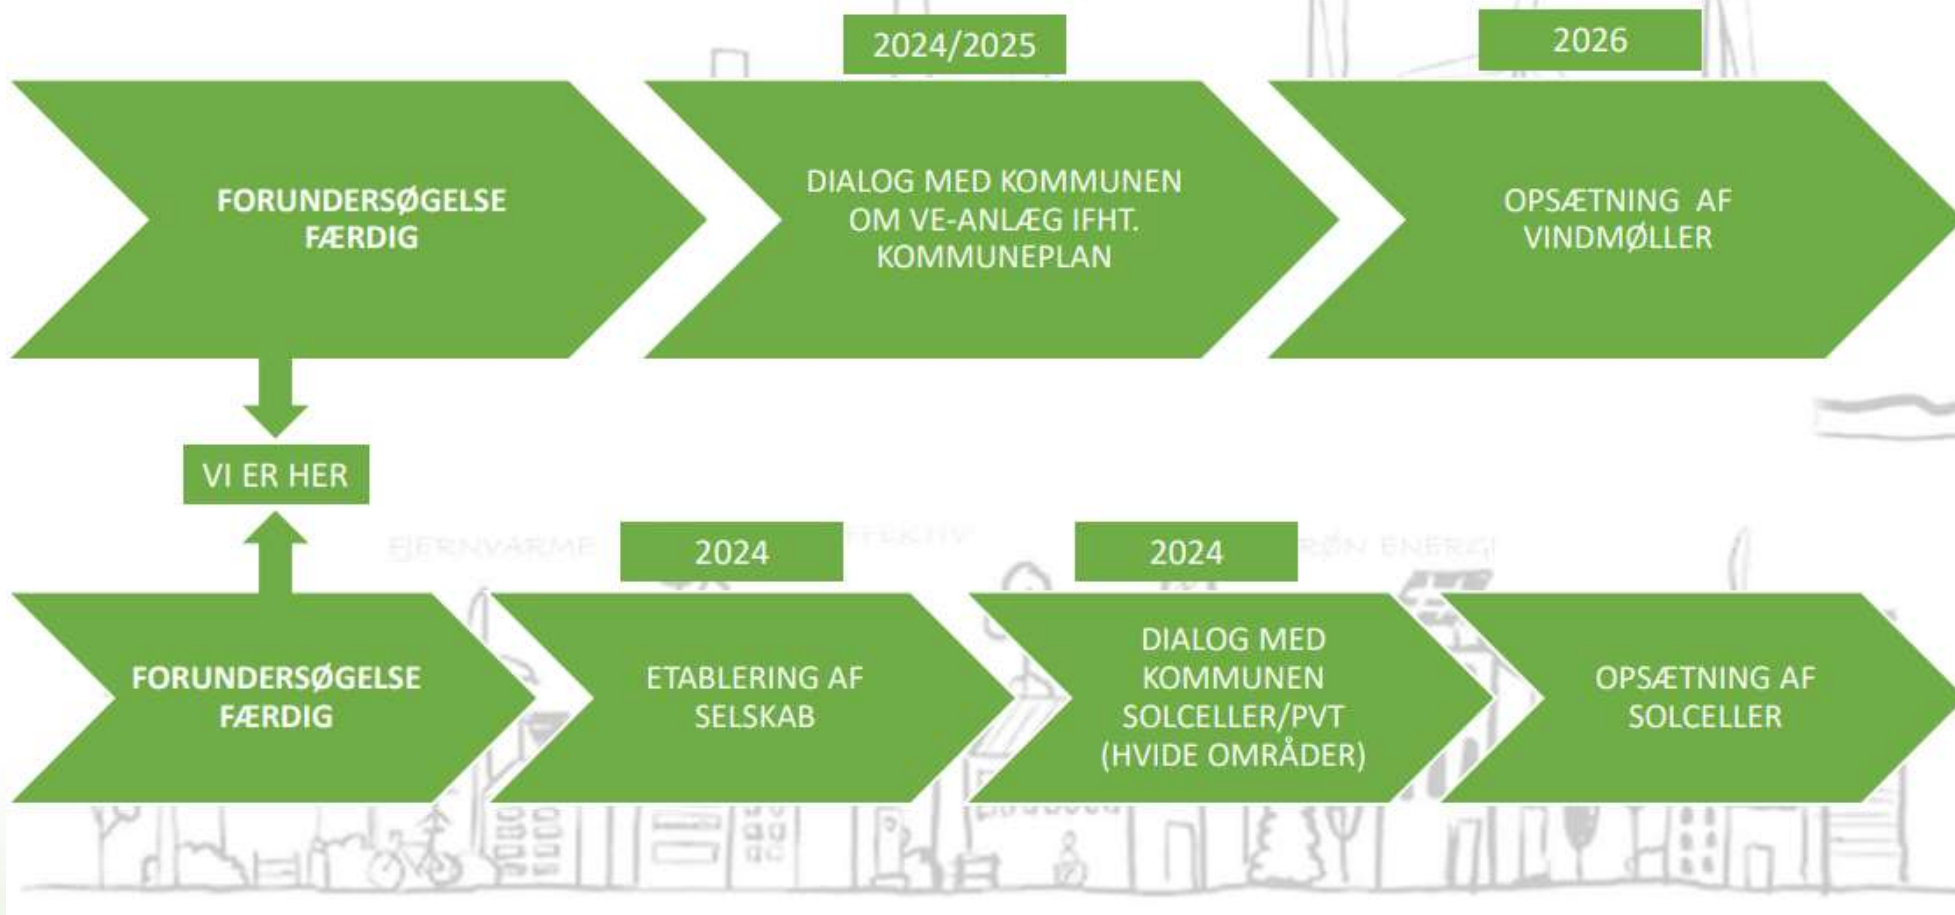 2024/2025
2026
FORUNDERSØGELSE
FÆRDIG
DIALOG MED KOMMUNEN
OM VE-ANLÆG IFHT.
KOMMUNEPLAN
OPSÆTNING AF
VINDMØLLER
VI ER HER
FJERNVARME
2024
2024
FORUNDERSØGELSE
FÆRDIG
ETABLERING AF
SELSKAB
DIALOG MED
KOMMUNEN
SOLCELLER/PVT
(HVIDE OMRÅDER)
OPSÆTNING AF
SOLCELLER